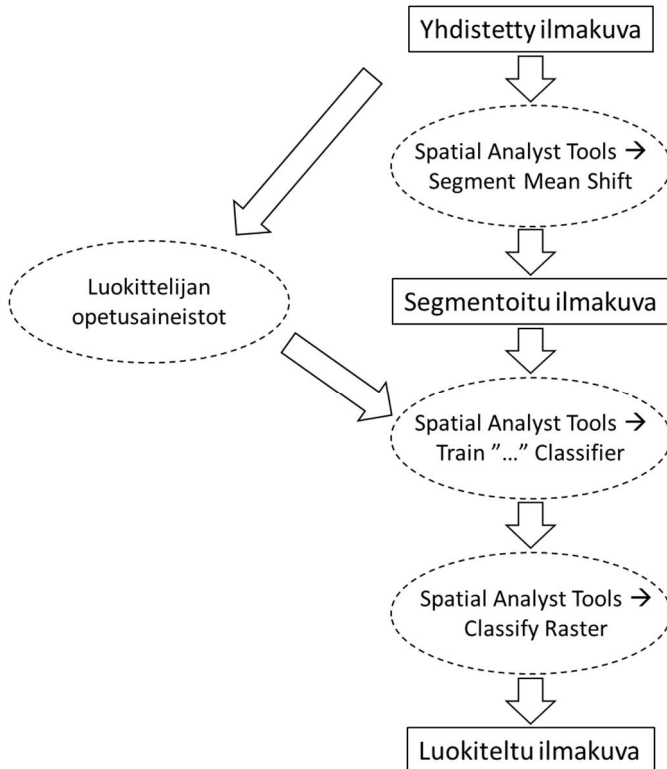 Yhdistetty ilmakuva
Spatial Analyst Tools →
Segment Mean Shift
Luokittelijan
opetusaineistot
Segmentoitu ilmakuva
Spatial Analyst Tools →
Train ”...” Classifier
Spatial Analyst Tools →
Classify Raster
Luokiteltu ilmakuva